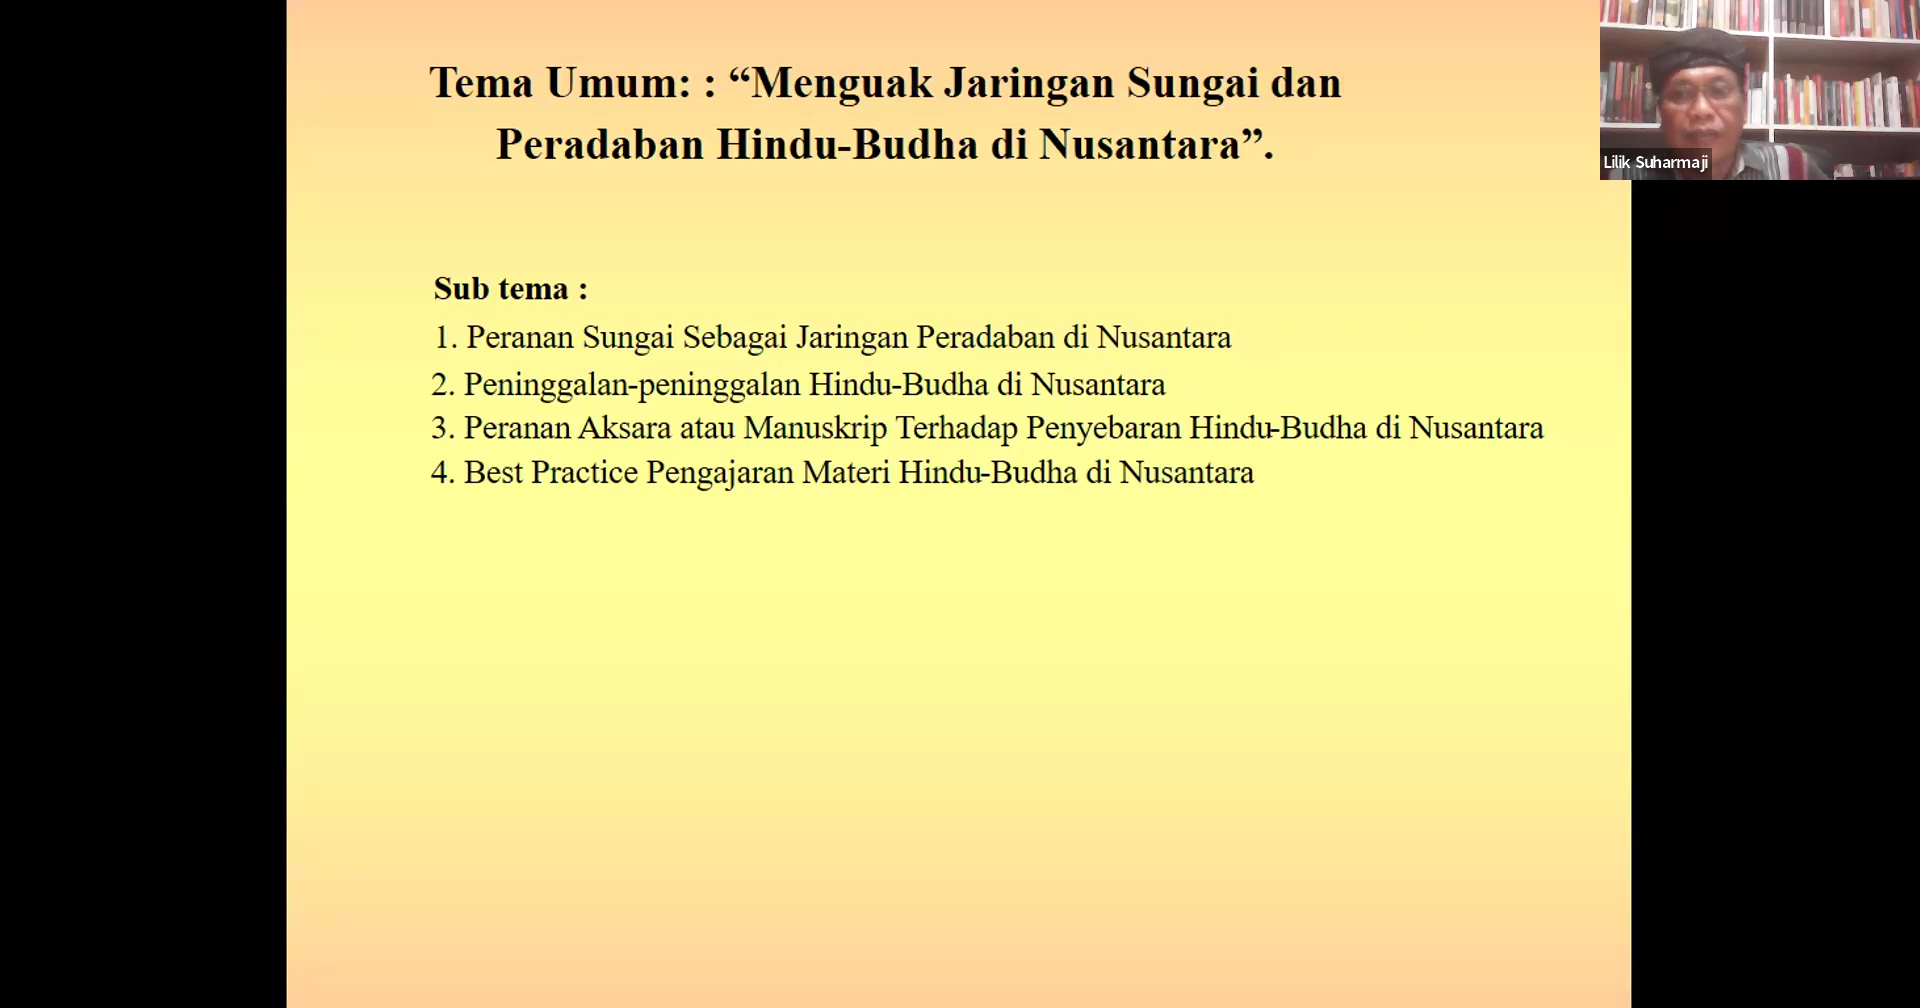 Tema Umum: : “Menguak Jaringan Sungai dan
Peradaban Hindu-Budha di Nusantara”.
Lilik Suharmaji
Sub tema :
1. Peranan Sungai Sebagai Jaringan Peradaban di Nusantara
2. Peninggalan-peninggalan Hindu-Budha di Nusantara
3. Peranan Aksara atau Manuskrip Terhadap Penyebaran Hindu-Budha di Nusantara
4. Best Practice Pengajaran Materi Hindu-Budha di Nusantara